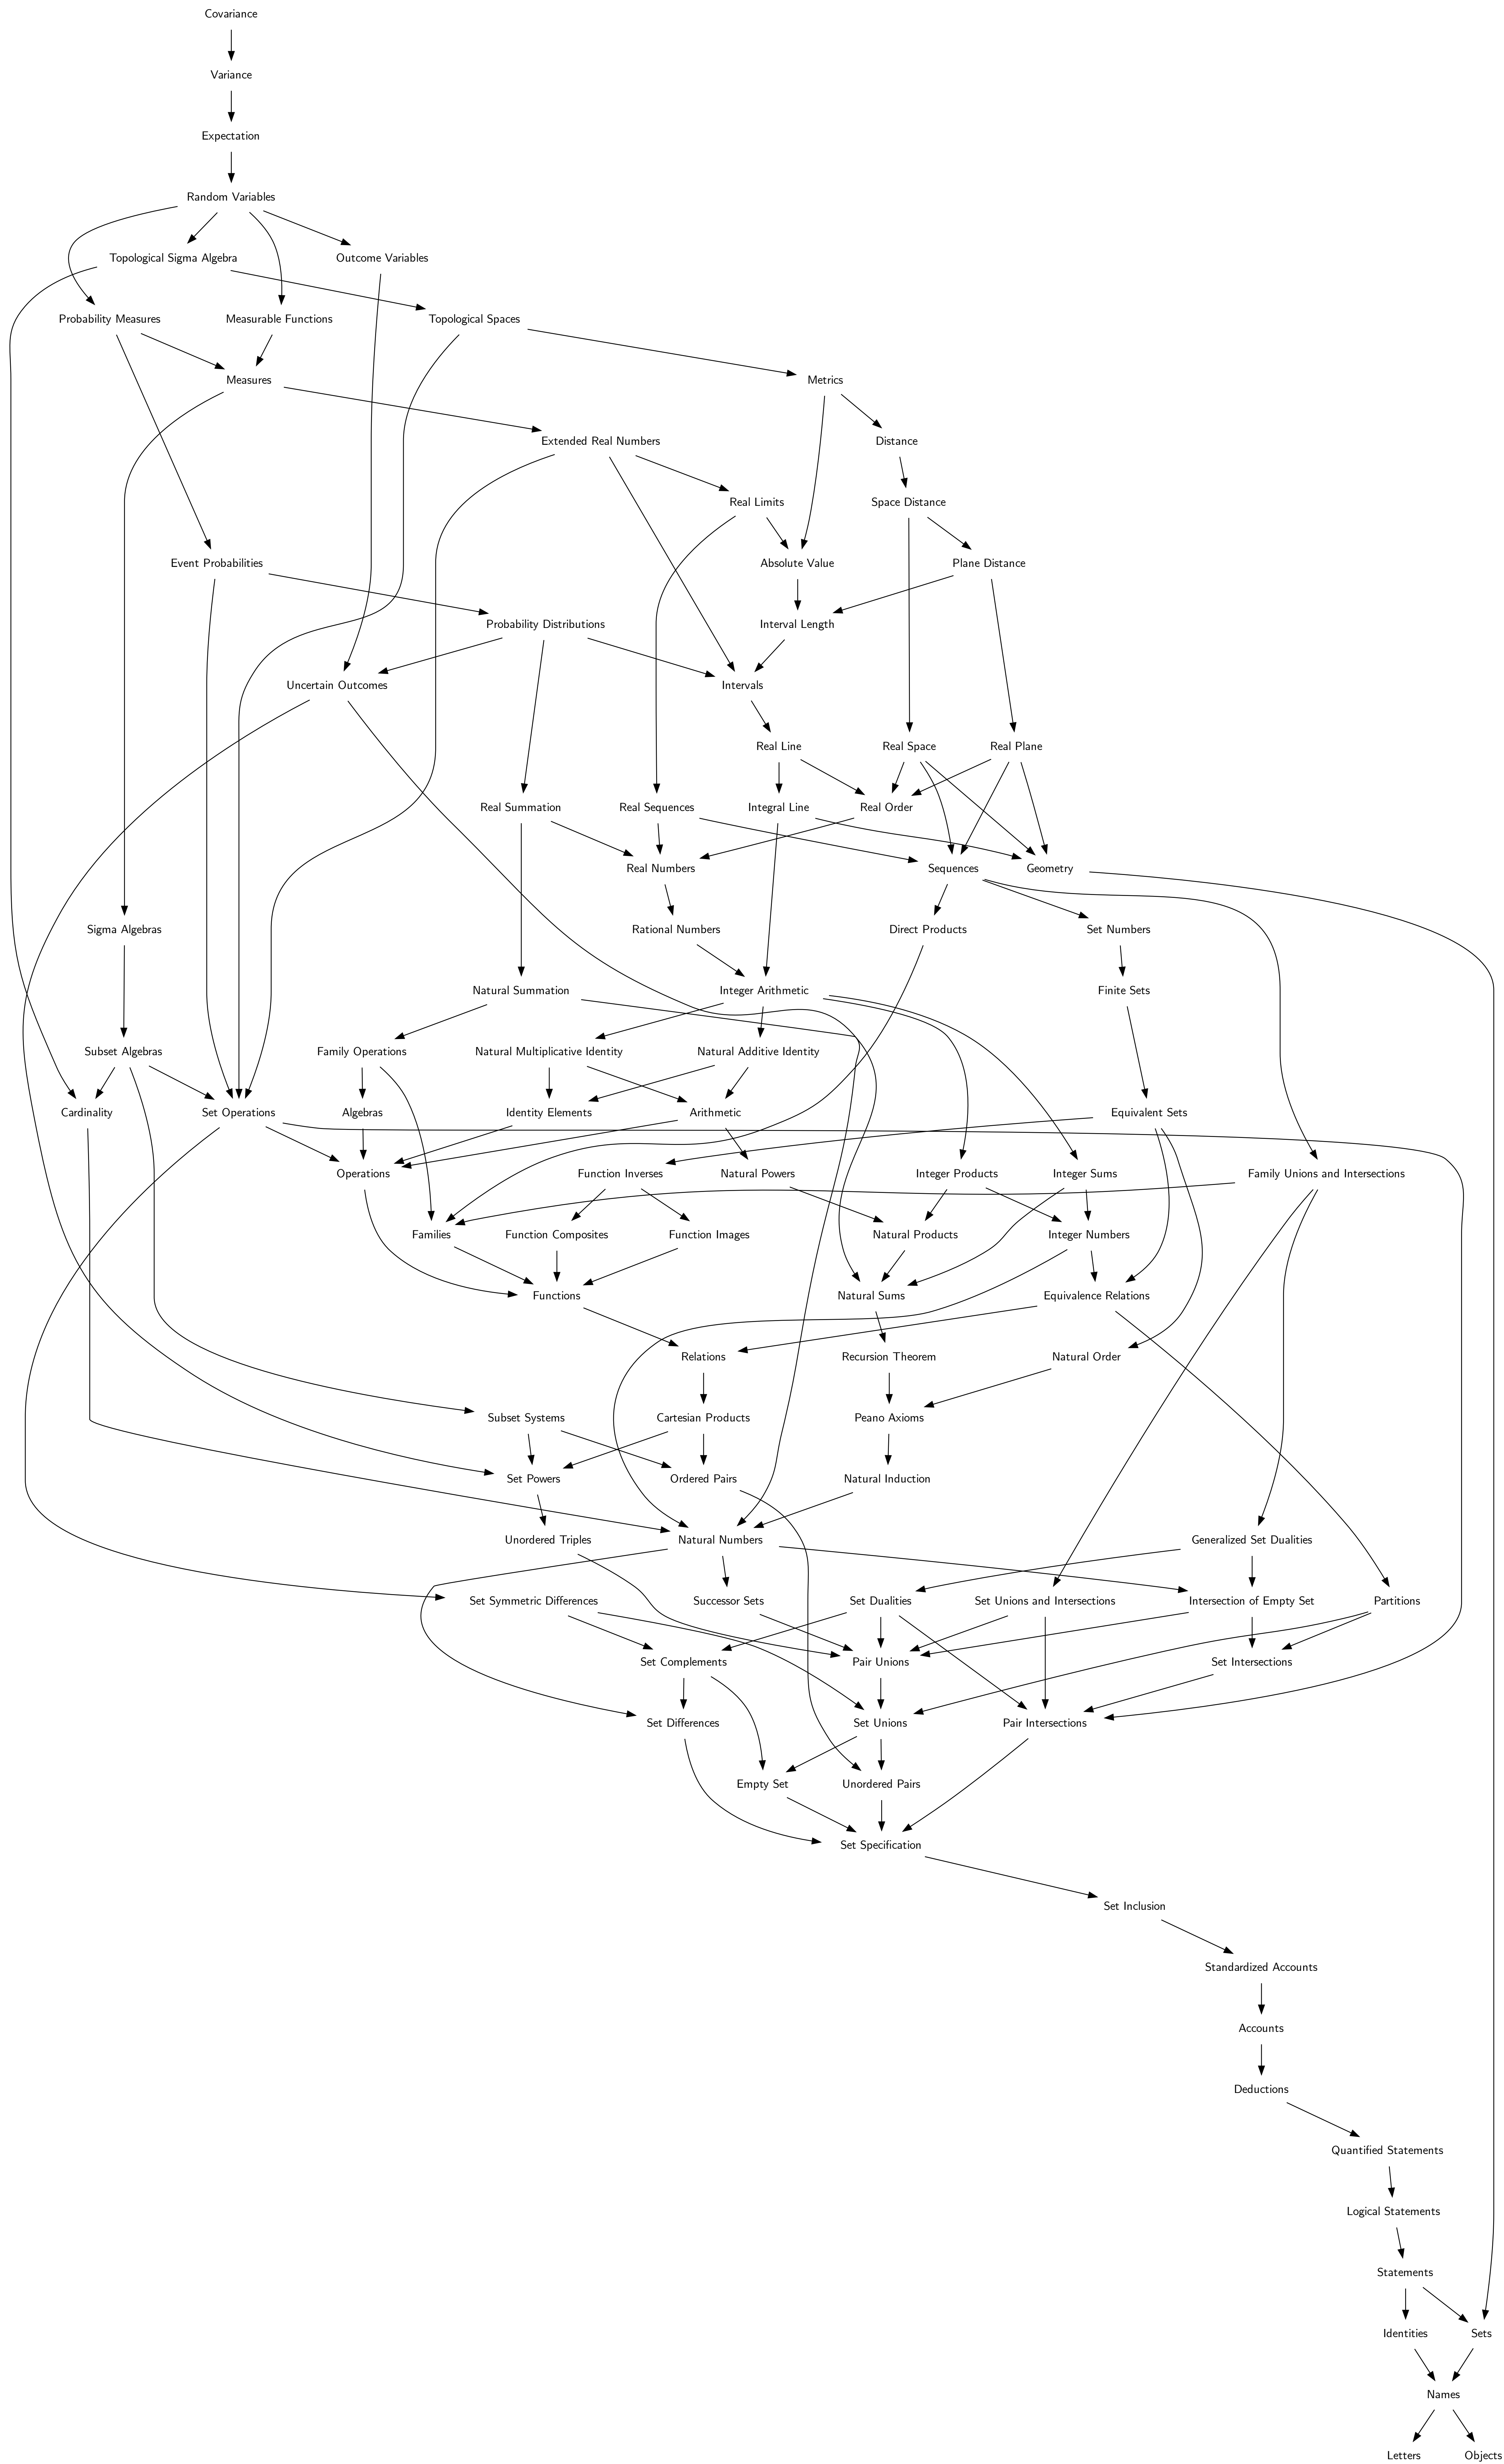 Covariance
Variance
Expectation
Random Variables
Topological Sigma Algebra
Outcome Variables
Probability Measures
Measurable Functions
Topological Spaces
Measures
Metrics
Extended Real Numbers
Distance
Real Limits
Space Distance
Event Probabilities
Absolute Value
Plane Distance
Probability Distributions
Interval Length
Uncertain Outcomes
Intervals
Real Line
Real Space
Real Plane
Real Summation
Real Sequences
Integral Line
Real Order
Real Numbers
Sequences
Geometry
Sigma Algebras
Rational Numbers
Direct Products
Set Numbers
Natural Summation
Integer Arithmetic
Finite Sets
Subset Algebras
Family Operations
Natural Multiplicative Identity
Natural Additive Identity
Cardinality
Set Operations
Algebras
Identity Elements
Arithmetic
Equivalent Sets
Operations
Function Inverses
Natural Powers
Integer Products
Integer Sums
Family Unions and Intersections
Families
Function Composites
Function Images
Natural Products
Integer Numbers
Functions
Natural Sums
Equivalence Relations
Relations
Recursion Theorem
Natural Order
Subset Systems
Cartesian Products
Peano Axioms
Set Powers
Ordered Pairs
Natural Induction
Unordered Triples
Natural Numbers
Generalized Set Dualities
Set Symmetric Differences
Successor Sets
Set Dualities
Set Unions and Intersections
Intersection of Empty Set
Partitions
Set Complements
Pair Unions
Set Intersections
Set Differences
Set Unions
Pair Intersections
Empty Set
Unordered Pairs
Set Specification
Set Inclusion
Standardized Accounts
Accounts
Deductions
Quantified Statements
Logical Statements
Statements
Identities
Sets
Names
Letters
Objects